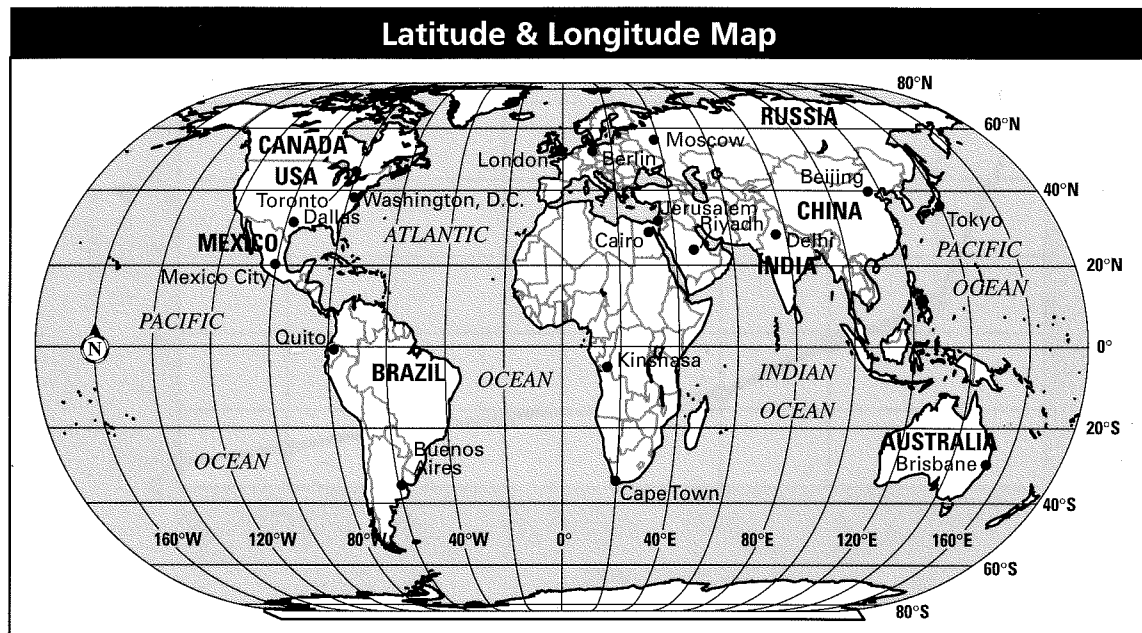 Latitude & Longitude Map
80°N
RUSSIA
60°N
CANADA
Moscow
London
Berlin
USA
Beijing
40°N
Toronto
Washington, D.C.
Jerusalem
CHINA
Dallas
Riyadh
Tokyo
MEXICO
ATLANTIC
Cairo
Delhi
PACIFIC
Mexico City
INDIA
20°N
OCEAN
PACIFIC
Quito
N
0°
Kinshasa
BRAZIL
OCEAN
INDIAN
OCEAN
20°S
AUSTRALIA
Buenos
Aires
OCEAN
Brisbane
Cape Town
40°S
160°W 120°W 80°W 40°W 0° 40°E 80°E 120°E 160°E
60°S
80°S